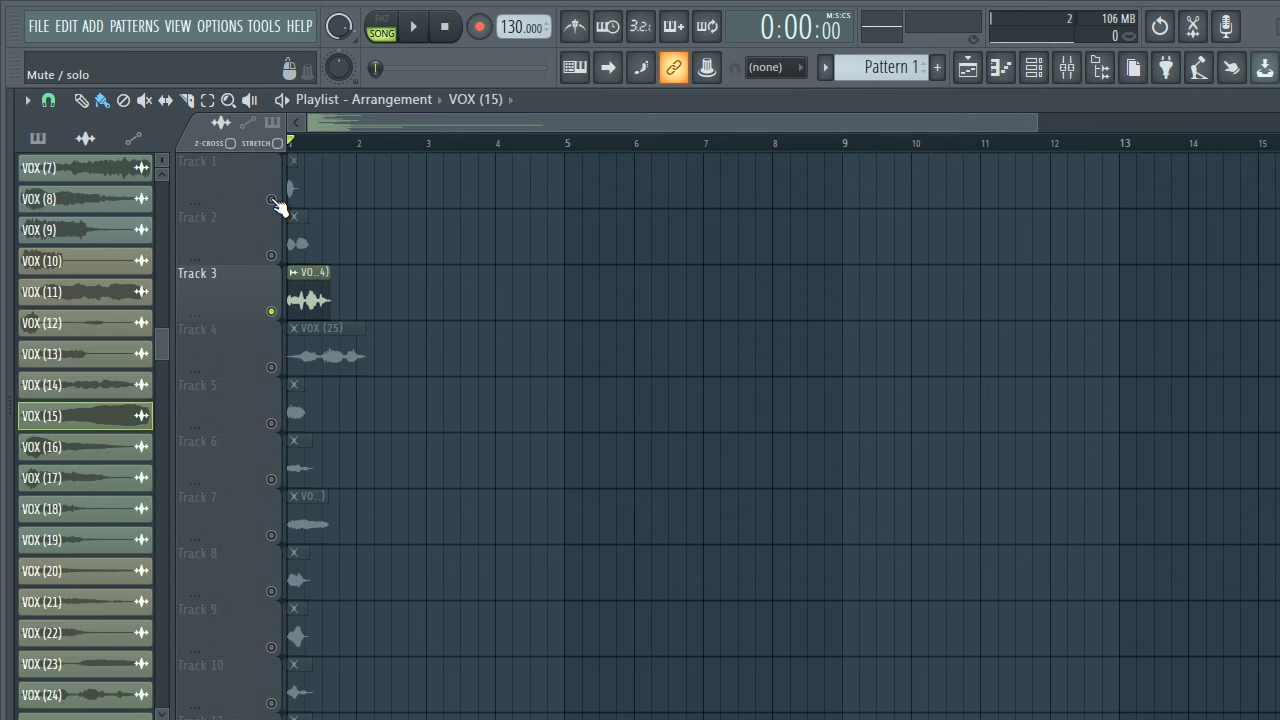 FILE EDIT ADD PATTERNS VIEW OPTIONS TOOLS HELP
PAT
SONG
130.000
3.2.
0:00:00
M:S:CS
2
106 MB
0
Mute / solo
(none)
Pattern 1
Playlist - Arrangement VOX (15)
Z-CROSS STRETCH
2 3 4 5 6 7 8 9 10 11 12 13 14 15
VOX (7)
VOX (8)
VOX (9)
VOX (10)
VOX (11)
VOX (12)
VOX (13)
VOX (14)
VOX (15)
VOX (16)
VOX (17)
VOX (18)
VOX (19)
VOX (20)
VOX (21)
VOX (22)
VOX (23)
VOX (24)
Track 1
Track 2
Track 3
VO..4)
Track 4
VOX (25)
Track 5
Track 6
Track 7
VO..)
Track 8
Track 9
Track 10